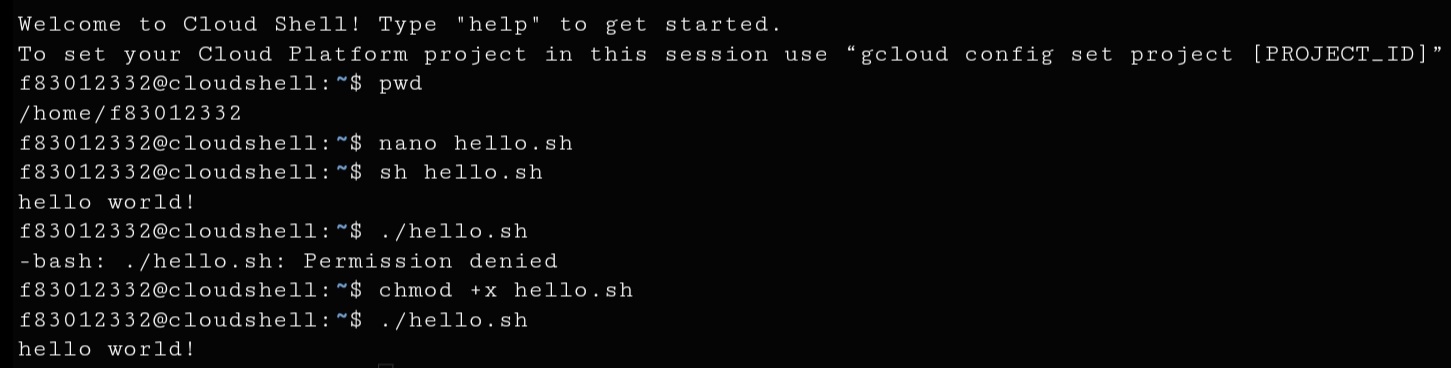 Welcome to Cloud Shell! Type "help" to get started.
To set your Cloud Platform project in this session use “gcloud config set project [PROJECT_ID]”
f83012332@cloudshell:~$ pwd
/home/f83012332
f83012332@cloudshell:~$ nano hello.sh
f83012332@cloudshell:~$ sh hello.sh
hello world!
f83012332@cloudshell:~$ ./hello.sh
-bash: ./hello.sh: Permission denied
f83012332@cloudshell:~$ chmod +x hello.sh
f83012332@cloudshell:~$ ./hello.sh
hello world!